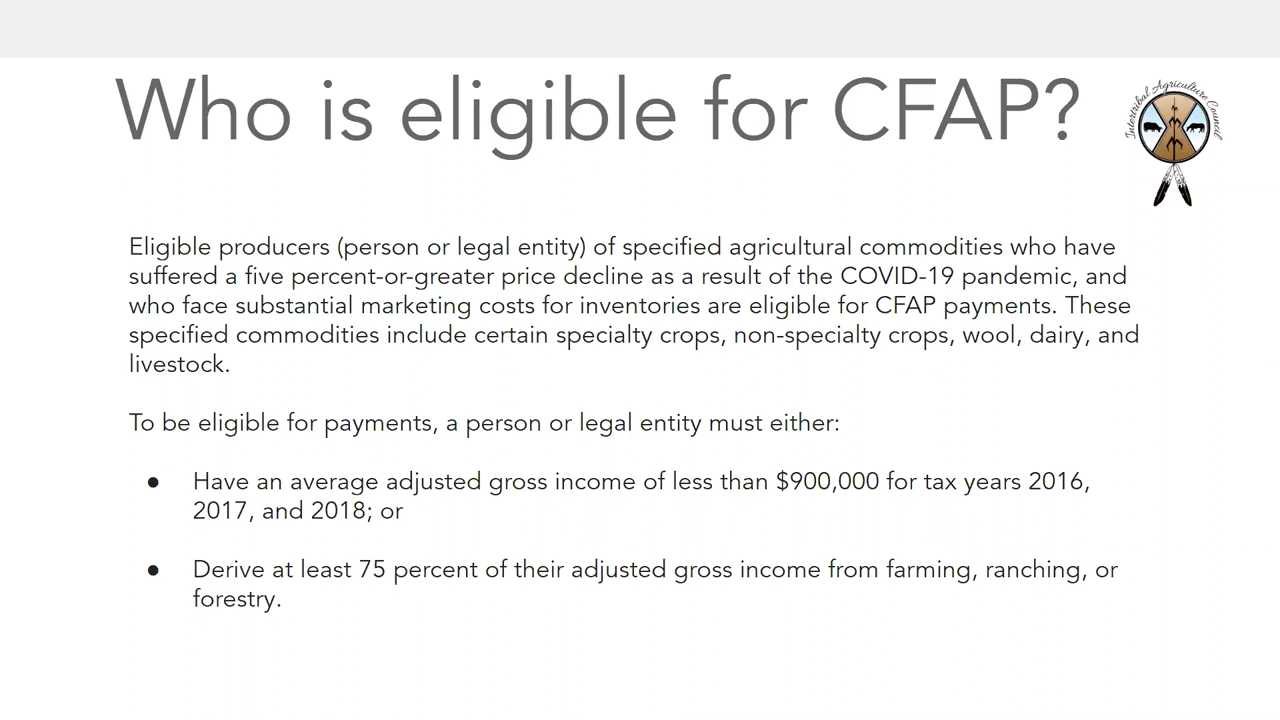 Who is eligible for CFAP?
Intertribal Agriculture Council
Eligible producers (person or legal entity) of specified agricultural commodities who have
suffered a five percent-or-greater price decline as a result of the COVID-19 pandemic, and
who face substantial marketing costs for inventories are eligible for CFAP payments. These
specified commodities include certain specialty crops, non-specialty crops, wool, dairy, and
livestock.
To be eligible for payments, a person or legal entity must either:
● Have an average adjusted gross income of less than $900,000 for tax years 2016,
2017, and 2018; or
● Derive at least 75 percent of their adjusted gross income from farming, ranching, or
forestry.